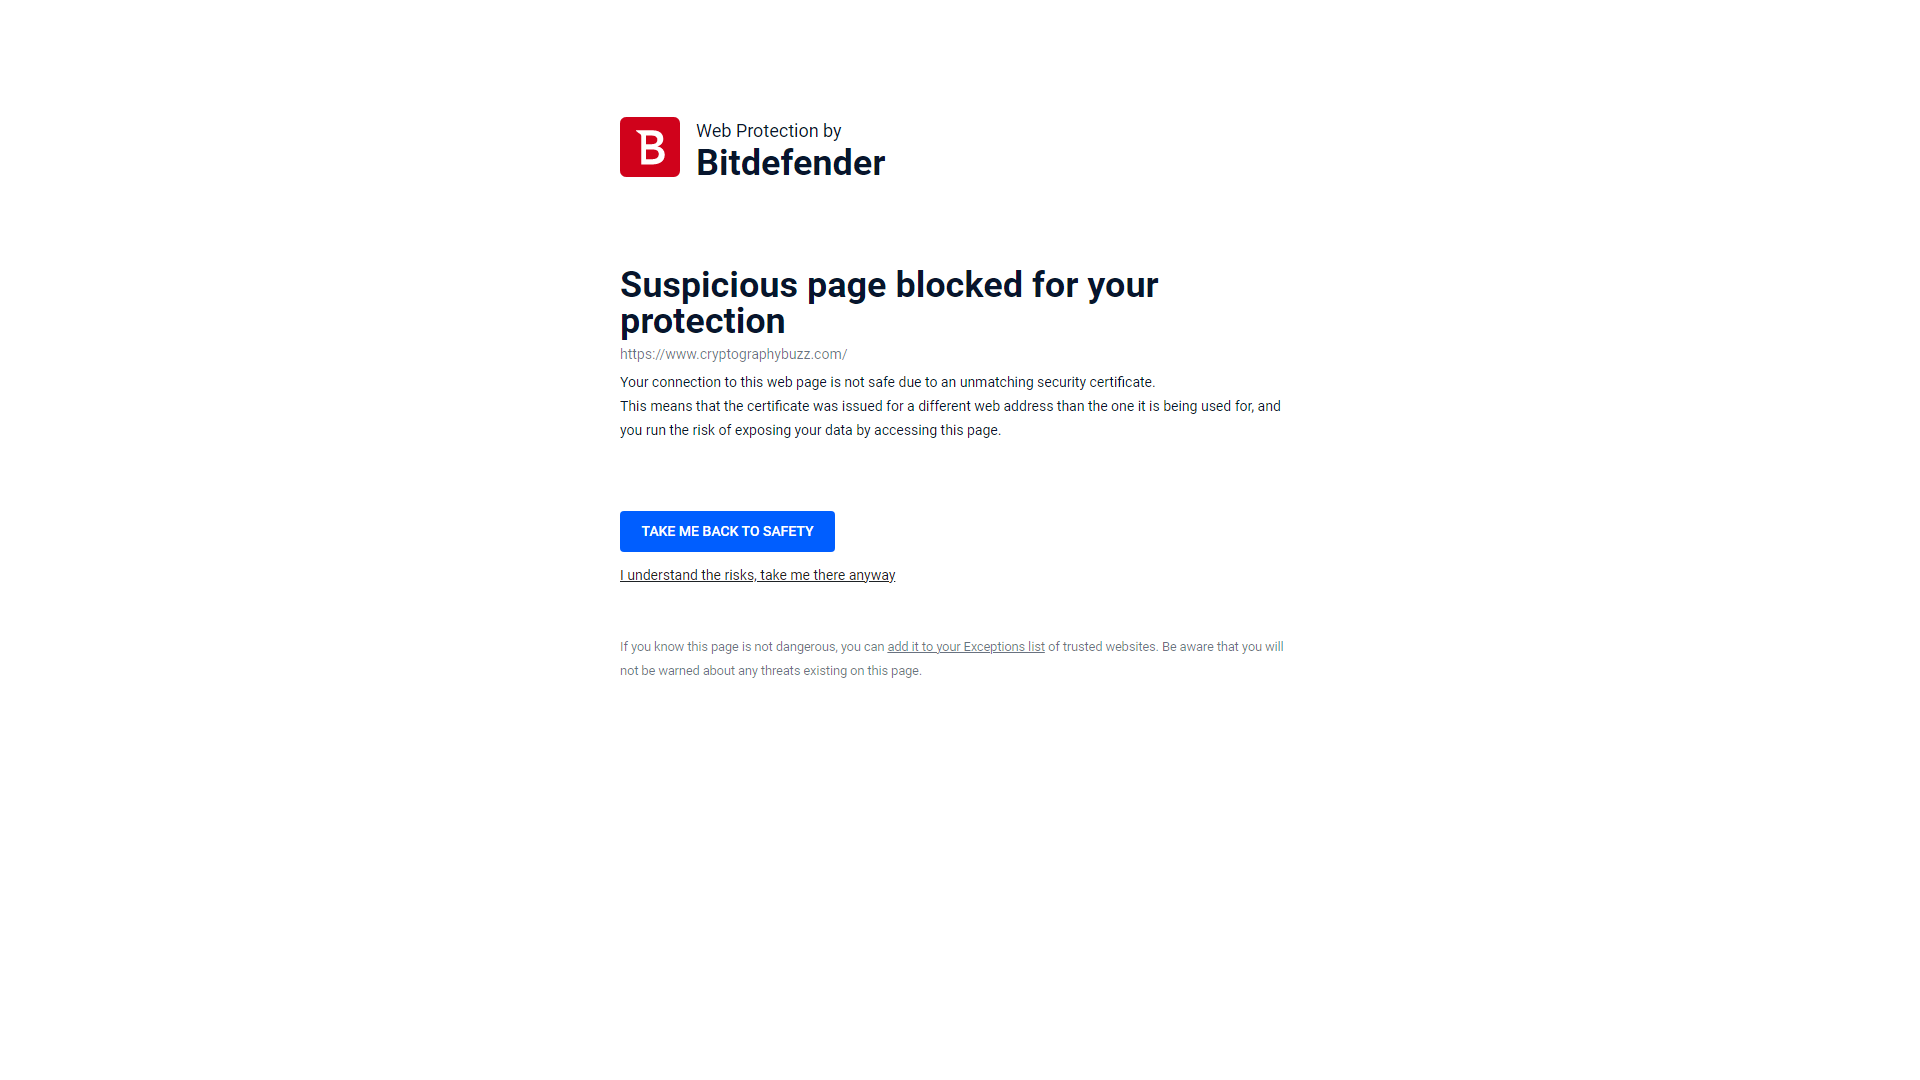 B
Web Protection by
Bitdefender
Suspicious page blocked for your
protection
https://www.cryptographybuzz.com/
Your connection to this web page is not safe due to an unmatching security certificate.
This means that the certificate was issued for a different web address than the one it is being used for, and
you run the risk of exposing your data by accessing this page.
TAKE ME BACK TO SAFETY
I understand the risks, take me there anyway
If you know this page is not dangerous, you can add it to your Exceptions list of trusted websites. Be aware that you will
not be warned about any threats existing on this page.